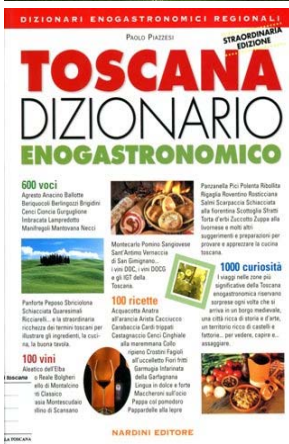 DIZIONARI ENOGASTRONOMICI REGIONALI
PAOLO PIAZZESI
STRAORDINARIA
EDIZIONE
TOSCANA
DIZIONARIO
ENOGASTRONOMICO
600 voci
Agresto Anacino Ballotte
Beriquocoli Berlingozzi Brigidini
Cenci Coincia Gurguglione
Imbracata Lampredotto
Manifregoli Mantovana Necci
Panforte Paposo Sbriciolona
Schiacciata Quaresimali
Ricciarelli... e la straordinaria
ricchezza dei termini toscani per
illustrare gli ingredienti, la cuci-
na, la buona tavola.
100 vini
Aleatico dell'Elba
e Reale Bolgheri
ello di Montalcino
ti Classico
ssia Montescudaio
ellino di Scansano
Montecarlo Pomino Sangiovese
Sant'Antimo Vernaccia
di San Gimignano...
i vini DOC, i vini DOCG
e gli IGT della
Toscana.
100 ricette
Acquacotta Anatra
all'arancia Arista Cacciucco
Carabaccia Cardi trippati
Castagnaccio Cenci Cinghiale
alla maremmana Collo
ripieno Crostini Fagioli
all'uccelletto Fiori fritti
Garmugia Infarinata
della Garfagnana
Lingua in dolce e forte
Maccheroni sull'ocio
Pappa col pomodoro
Pappardelle alla lepre
Panzanella Pici Polenta Ribollita
Rigaglia Roventino Rosticciana
Salmì Scarpaccia Schiacciata
alla fiorentina Scottiglia Sfratti
Torta d'erbi Zuccotto Zuppa alla
livornese e molti altri
suggerimenti e preparazioni per
provare e apprezzare la cucina
toscana.
1000 curiosità
I viaggi nelle zone più
significative della Toscana
enogastronomica riservano
sorprese ogni volta che si
arriva in un borgo medievale,
una città ricca di storia e d'arte,
un territorio ricco di castelli e
fattorie... per vedere, capire e...
assaggiare.
NARDINI EDITORE